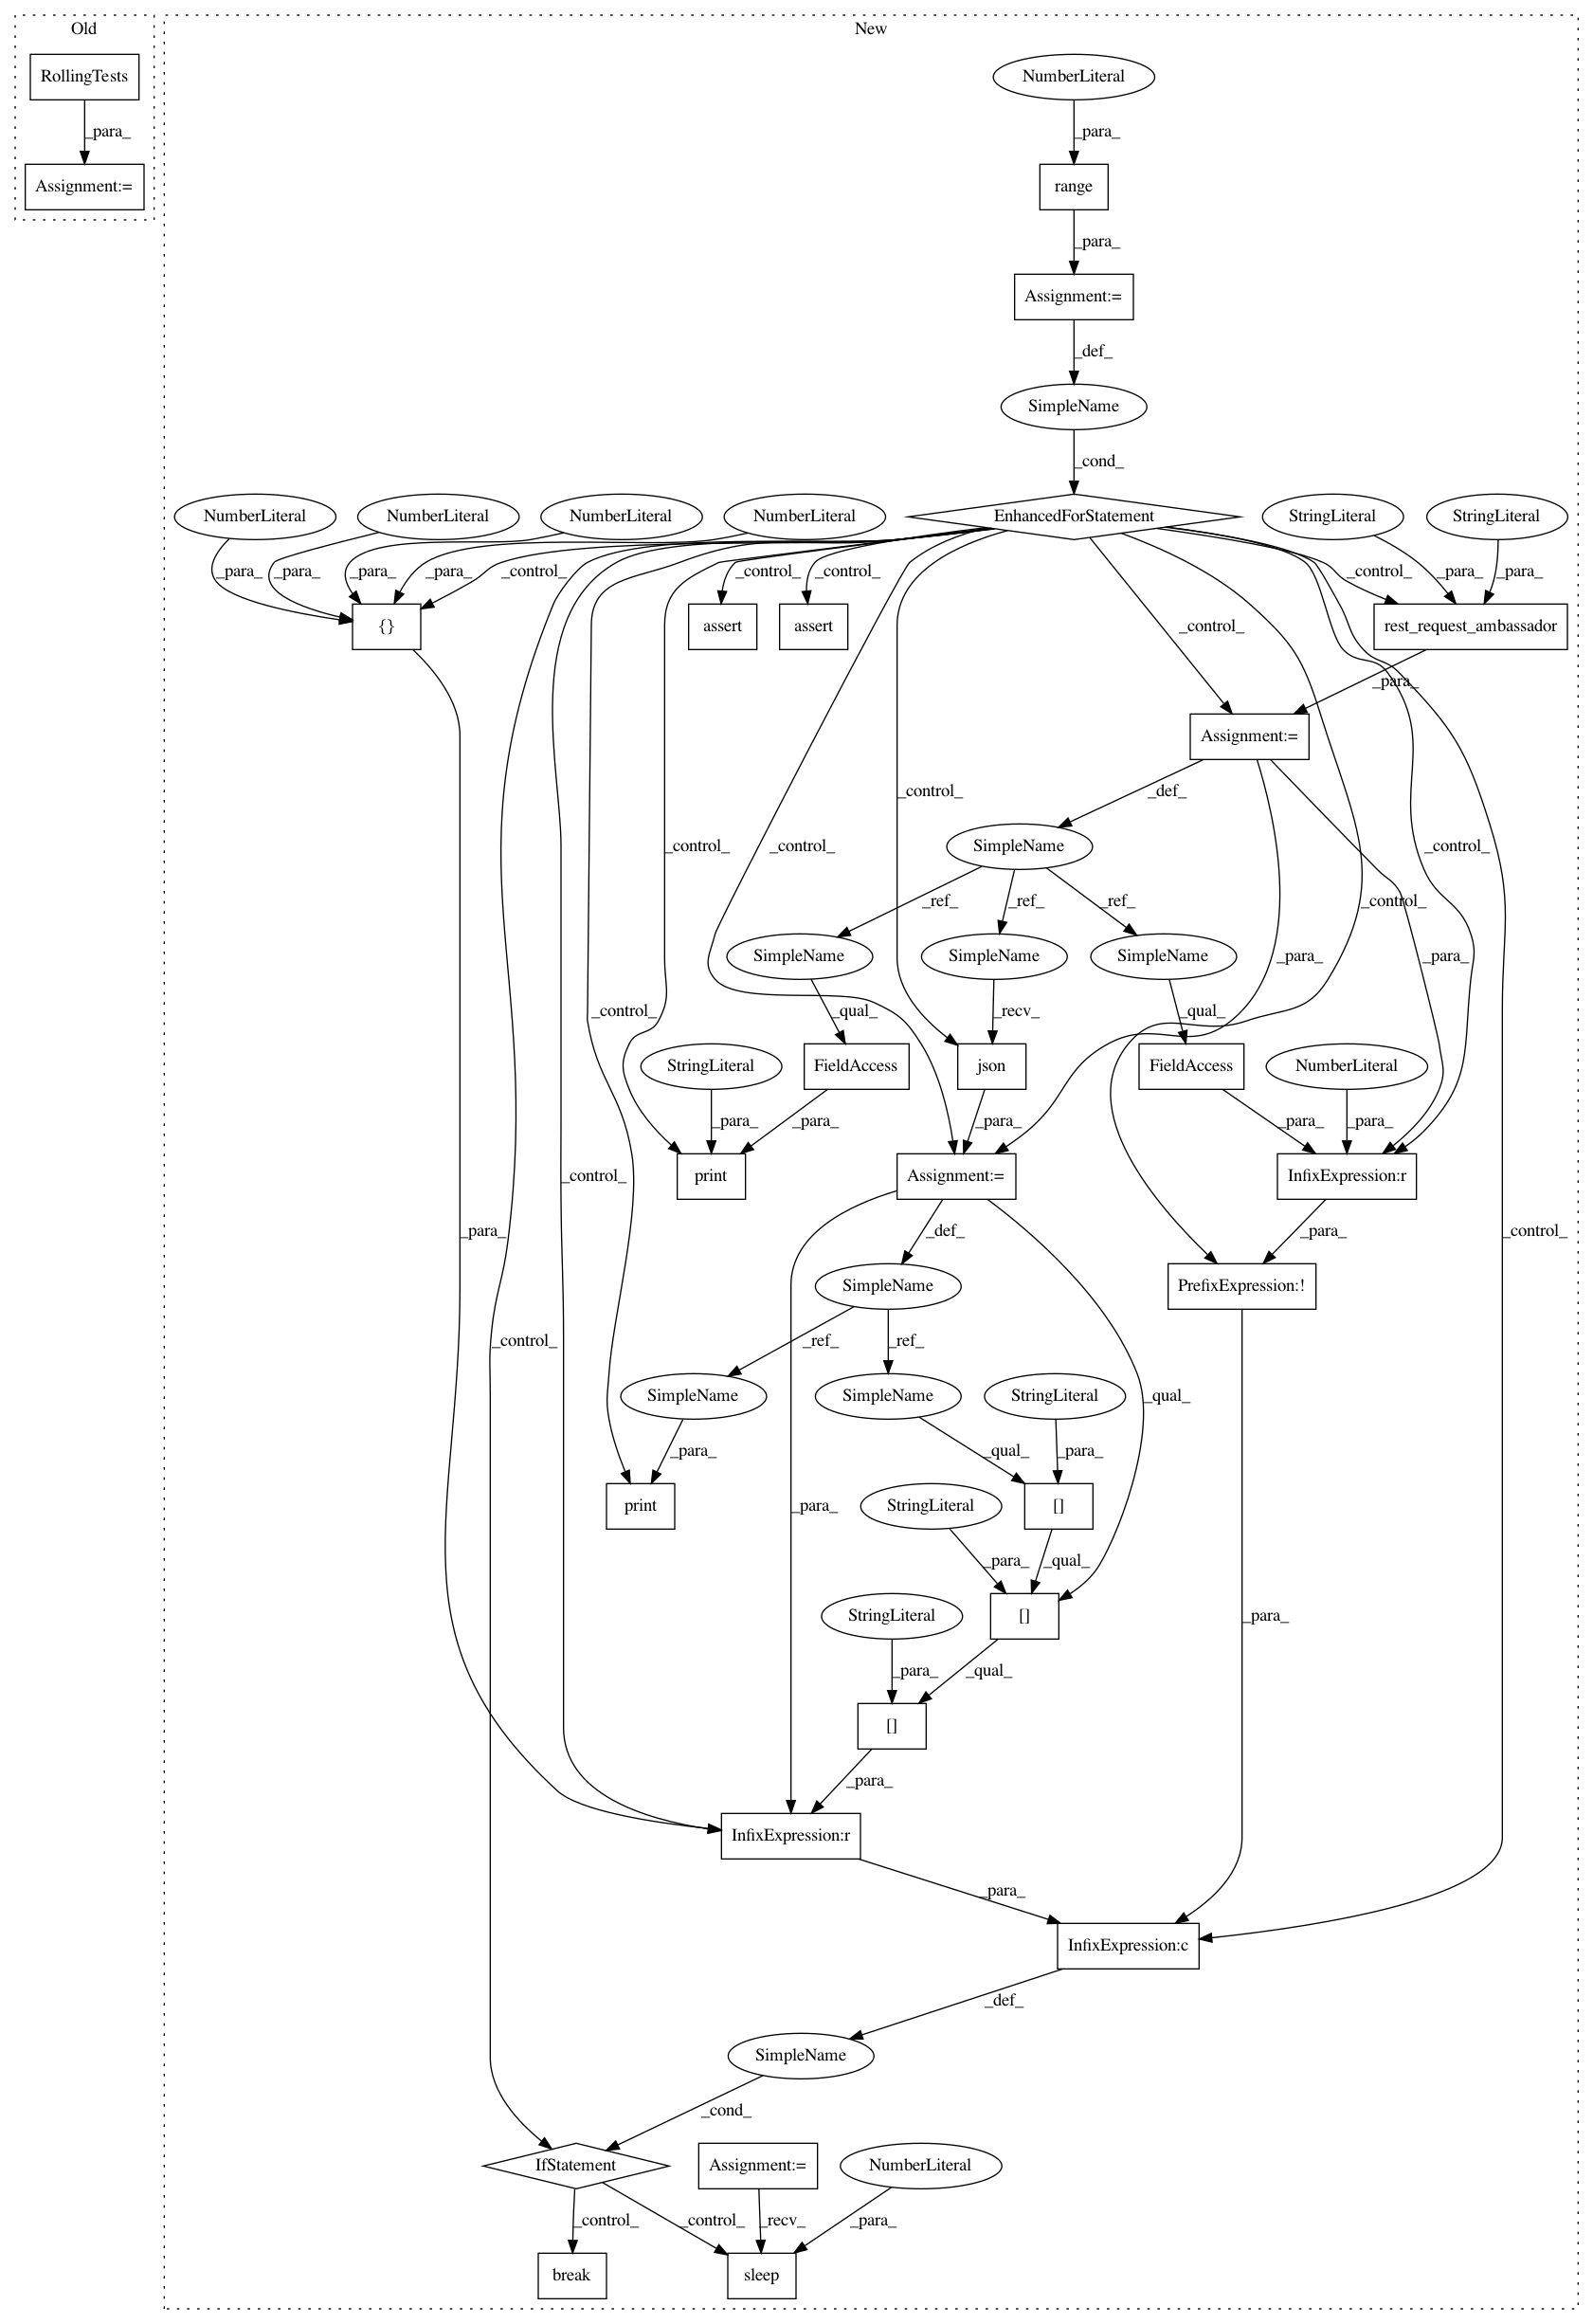 Old
New
RollingTests
NumberLiteral
_para_
_para_
Assignment:=
range
_para_
Assignment:=
_def_
SimpleName
_cond_
NumberLiteral
NumberLiteral
NumberLiteral
NumberLiteral
EnhancedForStatement
StringLiteral
StringLiteral
_para_
_para_
_para_
_para_
_control_
_control_
_control_
_control_
_para_
_para_
{}
assert
assert
_control_
rest_request_ambassador
_para_
Assignment:=
_control_
_def_
_control_
_control_
_control_
SimpleName
_ref_
_ref_
_ref_
_control_
SimpleName
SimpleName
SimpleName
_para_
_para_
_control_
_qual_
_recv_
_qual_
StringLiteral
FieldAccess
json
FieldAccess
NumberLiteral
_para_
_para_
_para_
_para_
_para_
_control_
print
Assignment:=
InfixExpression:r
_para_
_def_
_para_
_control_
SimpleName
PrefixExpression:!
_control_
_ref_
_ref_
SimpleName
SimpleName
StringLiteral
_qual_
_para_
_qual_
_para_
print
StringLiteral
[]
_para_
_para_
_qual_
StringLiteral
[]
_para_
_para_
_qual_
[]
_para_
InfixExpression:r
_para_
InfixExpression:c
_def_
SimpleName
_cond_
IfStatement
Assignment:=
NumberLiteral
_control_
_control_
_recv_
_para_
break
sleep